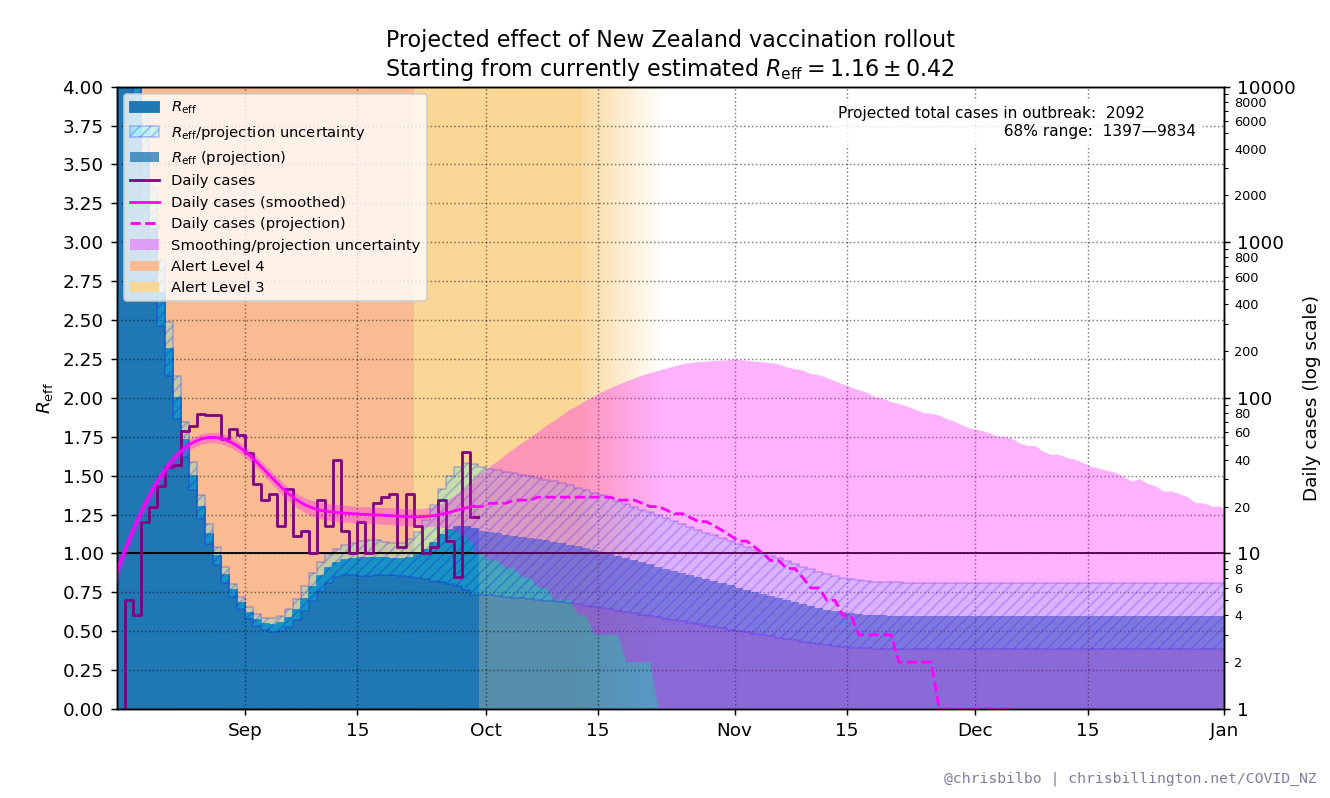 Projected effect of New Zealand vaccination rollout
Starting from currently estimated Reff = 1.16 ± 0.42
Projected total cases in outbreak: 2092
68% range: 1397—9834
Reff
Reff/projection uncertainty
Reff (projection)
Daily cases
Daily cases (smoothed)
Daily cases (projection)
Smoothing/projection uncertainty
Alert Level 4
Alert Level 3
4.00
3.75
3.50
3.25
3.00
2.75
2.50
2.25
2.00
1.75
1.50
1.25
1.00
0.75
0.50
0.25
0.00
Reff
10000
8000
6000
4000
2000
1000
800
600
400
200
100
80
60
40
20
10
8
6
4
2
1
Daily cases (log scale)
Sep 15 Oct 15 Nov 15 Dec 15 Jan
@chrisbilbo | chrisbillington.net/COVID_NZ